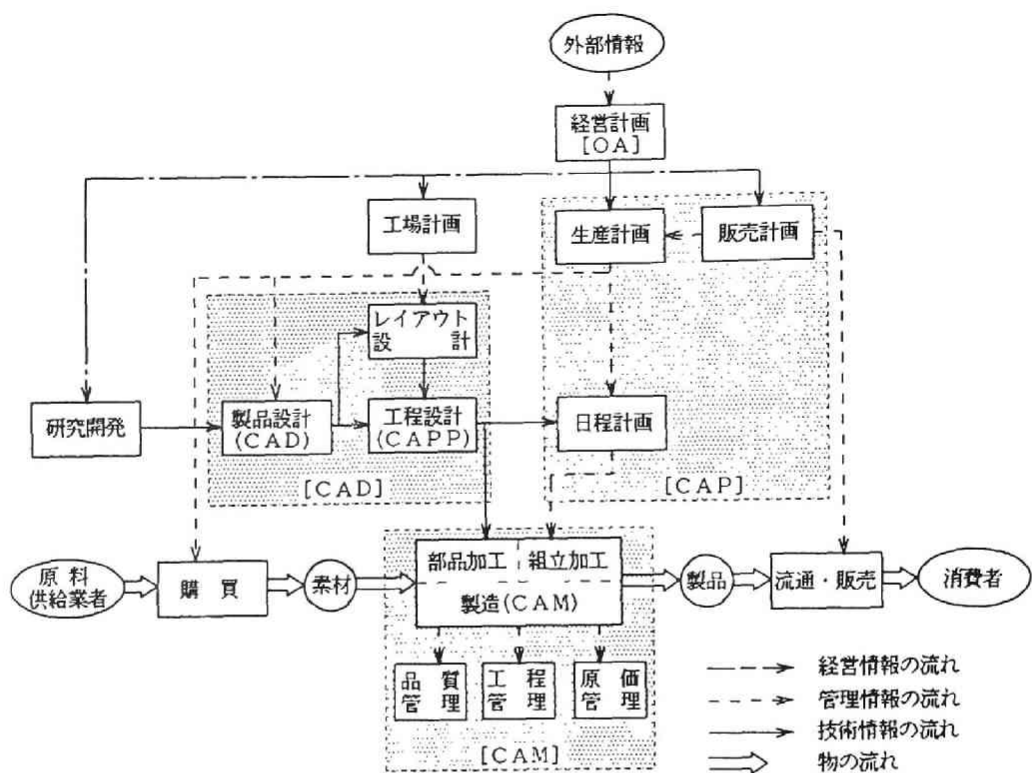 外部情報
経営計画
[OA]
工場計画
生産計画
販売計画
レイアウト
設計
研究開発
製品設計
(CAD)
工程設計
(CAPP)
日程計画
[CAD]
[CAP]
原料
供給業者
購買
素材
部品加工
組立加工
製造(CAM)
製品
流通・販売
消費者
品質
管理
工程
管理
原価
管理
[CAM]
経営情報の流れ
管理情報の流れ
技術情報の流れ
物の流れ